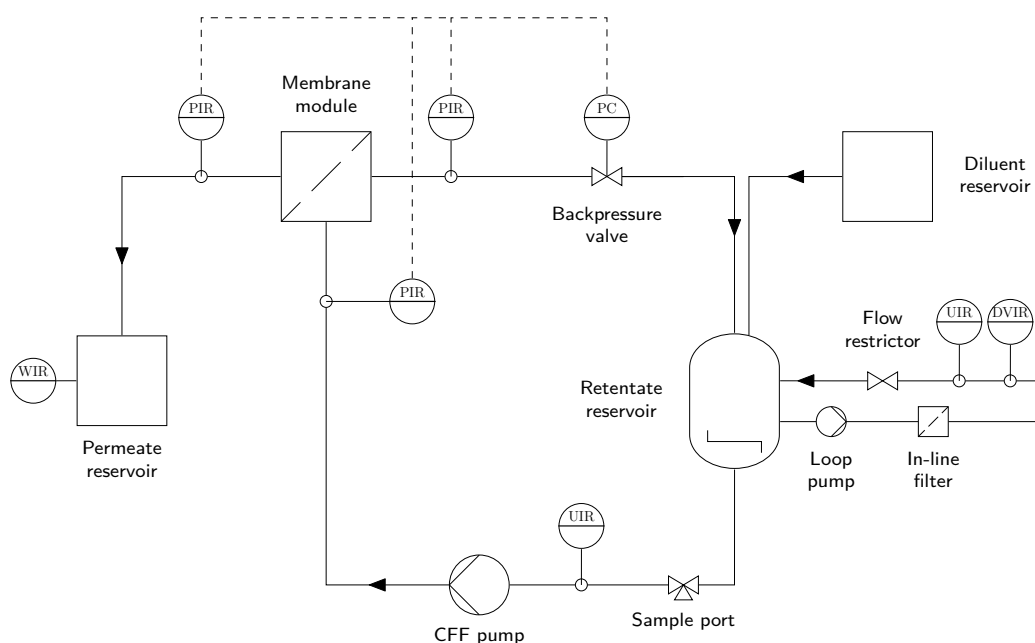 Membrane
module
PIR
PIR
PC
Diluent
reservoir
Backpressure
valve
PIR
Flow
restrictor
UIR
DVIR
WIR
Retentate
reservoir
Permeate
reservoir
Loop
pump
In-line
filter
UIR
Sample port
CFF pump